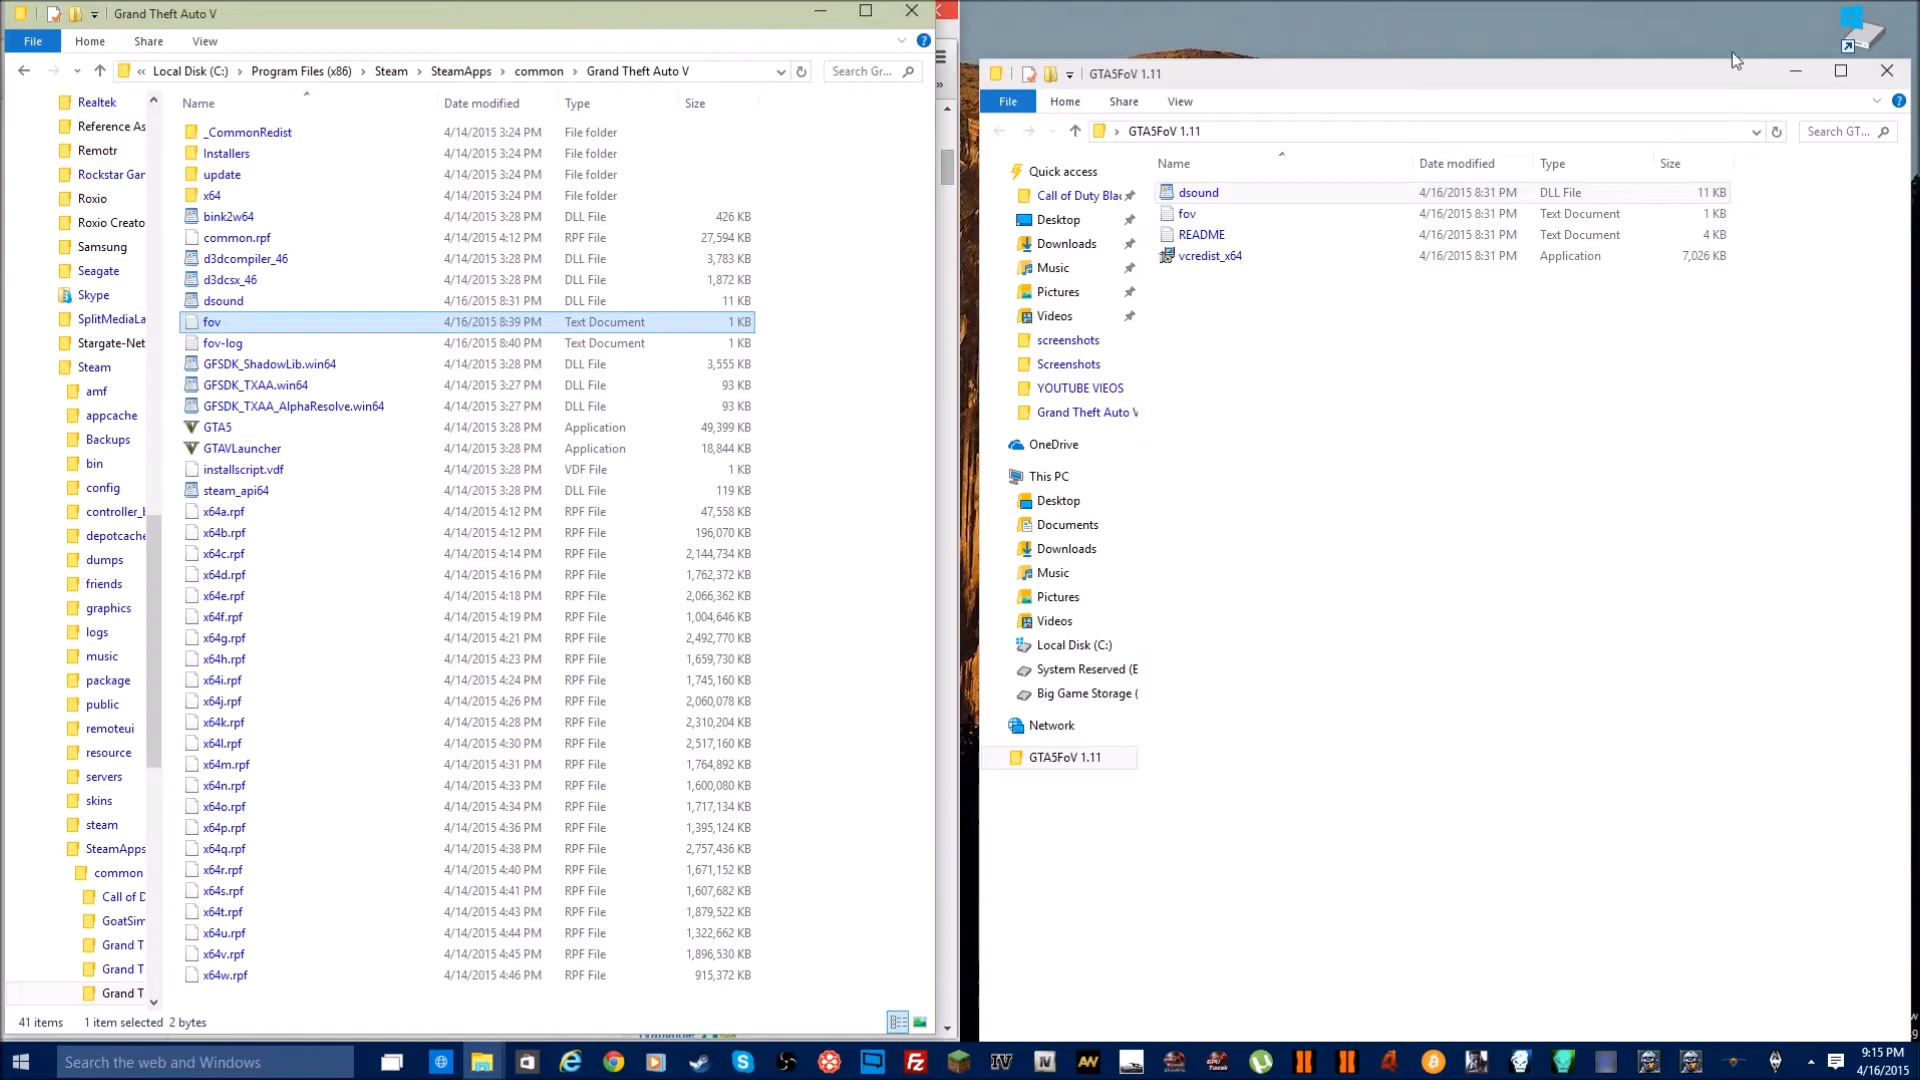 Grand Theft Auto V
File Home Share View
« Local Disk (C:) › Program Files (x86) › Steam › SteamApps › common › Grand Theft Auto V
Search Gr...
Realtek
Reference As
Remotr
Rockstar Gar
Roxio
Roxio Creato
Samsung
Seagate
Skype
SplitMediaLa
Stargate-Net
Steam
amf
appcache
Backups
bin
config
controller_b
depotcache
dumps
friends
graphics
logs
music
package
public
remoteui
resource
servers
skins
steam
SteamApps
common
Call of D
GoatSim
Grand T
Grand T
Grand T
Name Date modified Type Size
_CommonRedist 4/14/2015 3:24 PM File folder
Installers 4/14/2015 3:24 PM File folder
update 4/14/2015 3:24 PM File folder
x64 4/14/2015 3:24 PM File folder
bink2w64 4/14/2015 3:28 PM DLL File 426 KB
common.rpf 4/14/2015 4:12 PM RPF File 27,594 KB
d3dcompiler_46 4/14/2015 3:28 PM DLL File 3,783 KB
d3dcsx_46 4/14/2015 3:28 PM DLL File 1,872 KB
dsound 4/16/2015 8:31 PM DLL File 11 KB
fov 4/16/2015 8:39 PM Text Document 1 KB
fov-log 4/16/2015 8:40 PM Text Document 1 KB
GFSDK_ShadowLib.win64 4/14/2015 3:28 PM DLL File 3,555 KB
GFSDK_TXAA.win64 4/14/2015 3:27 PM DLL File 93 KB
GFSDK_TXAA_AlphaResolve.win64 4/14/2015 3:27 PM DLL File 93 KB
GTA5 4/14/2015 3:28 PM Application 49,399 KB
GTAVLauncher 4/14/2015 3:28 PM Application 18,844 KB
installscript.vdf 4/14/2015 3:28 PM VDF File 1 KB
steam_api64 4/14/2015 3:28 PM DLL File 119 KB
x64a.rpf 4/14/2015 4:12 PM RPF File 47,558 KB
x64b.rpf 4/14/2015 4:12 PM RPF File 196,070 KB
x64c.rpf 4/14/2015 4:14 PM RPF File 2,144,734 KB
x64d.rpf 4/14/2015 4:16 PM RPF File 1,762,372 KB
x64e.rpf 4/14/2015 4:18 PM RPF File 2,066,362 KB
x64f.rpf 4/14/2015 4:19 PM RPF File 1,004,646 KB
x64g.rpf 4/14/2015 4:21 PM RPF File 2,492,770 KB
x64h.rpf 4/14/2015 4:23 PM RPF File 1,659,730 KB
x64i.rpf 4/14/2015 4:24 PM RPF File 1,745,160 KB
x64j.rpf 4/14/2015 4:26 PM RPF File 2,060,078 KB
x64k.rpf 4/14/2015 4:28 PM RPF File 2,310,204 KB
x64l.rpf 4/14/2015 4:30 PM RPF File 2,517,160 KB
x64m.rpf 4/14/2015 4:31 PM RPF File 1,764,892 KB
x64n.rpf 4/14/2015 4:33 PM RPF File 1,600,080 KB
x64o.rpf 4/14/2015 4:34 PM RPF File 1,717,134 KB
x64p.rpf 4/14/2015 4:36 PM RPF File 1,395,124 KB
x64q.rpf 4/14/2015 4:38 PM RPF File 2,757,436 KB
x64r.rpf 4/14/2015 4:40 PM RPF File 1,671,152 KB
x64s.rpf 4/14/2015 4:41 PM RPF File 1,607,682 KB
x64t.rpf 4/14/2015 4:43 PM RPF File 1,879,522 KB
x64u.rpf 4/14/2015 4:44 PM RPF File 1,322,662 KB
x64v.rpf 4/14/2015 4:45 PM RPF File 1,896,530 KB
x64w.rpf 4/14/2015 4:46 PM RPF File 915,372 KB
41 items 1 item selected 2 bytes
GTA5FoV 1.11
File Home Share View
› GTA5FoV 1.11
Search GT...
Quick access
Call of Duty Blac
Desktop
Downloads
Music
Pictures
Videos
screenshots
Screenshots
YOUTUBE VIEOS
Grand Theft Auto V
OneDrive
This PC
Desktop
Documents
Downloads
Music
Pictures
Videos
Local Disk (C:)
System Reserved (E
Big Game Storage (
Network
GTA5FoV 1.11
Name Date modified Type Size
dsound 4/16/2015 8:31 PM DLL File 11 KB
fov 4/16/2015 8:31 PM Text Document 1 KB
README 4/16/2015 8:31 PM Text Document 4 KB
vcredist_x64 4/16/2015 8:31 PM Application 7,026 KB
Search the web and Windows
IV
IV
AW
9:15 PM
4/16/2015